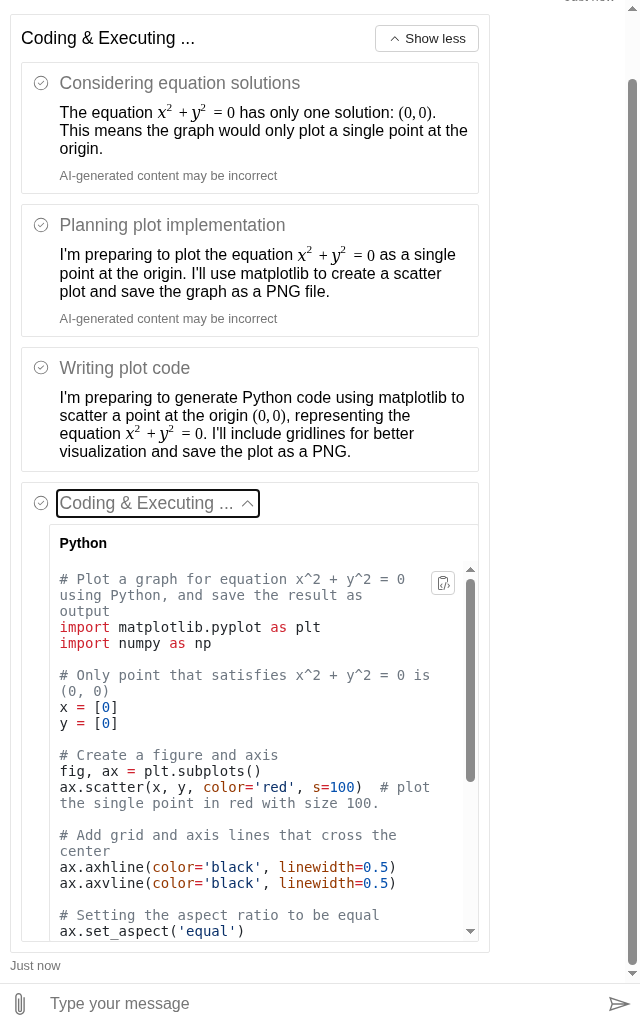 Coding & Executing ...
Show less
Considering equation solutions
The equation x² + y² = 0 has only one solution: (0, 0).
This means the graph would only plot a single point at the
origin.
AI-generated content may be incorrect
Planning plot implementation
I'm preparing to plot the equation x² + y² = 0 as a single
point at the origin. I'll use matplotlib to create a scatter
plot and save the graph as a PNG file.
AI-generated content may be incorrect
Writing plot code
I'm preparing to generate Python code using matplotlib to
scatter a point at the origin (0, 0), representing the
equation x² + y² = 0. I'll include gridlines for better
visualization and save the plot as a PNG.
Coding & Executing ...
Python
# Plot a graph for equation x^2 + y^2 = 0
using Python, and save the result as
output
import matplotlib.pyplot as plt
import numpy as np
# Only point that satisfies x^2 + y^2 = 0 is
(0, 0)
x = [0]
y = [0]
# Create a figure and axis
fig, ax = plt.subplots()
ax.scatter(x, y, color='red', s=100)  # plot
the single point in red with size 100.
# Add grid and axis lines that cross the
center
ax.axhline(color='black', linewidth=0.5)
ax.axvline(color='black', linewidth=0.5)
# Setting the aspect ratio to be equal
ax.set_aspect('equal')
Just now
Type your message